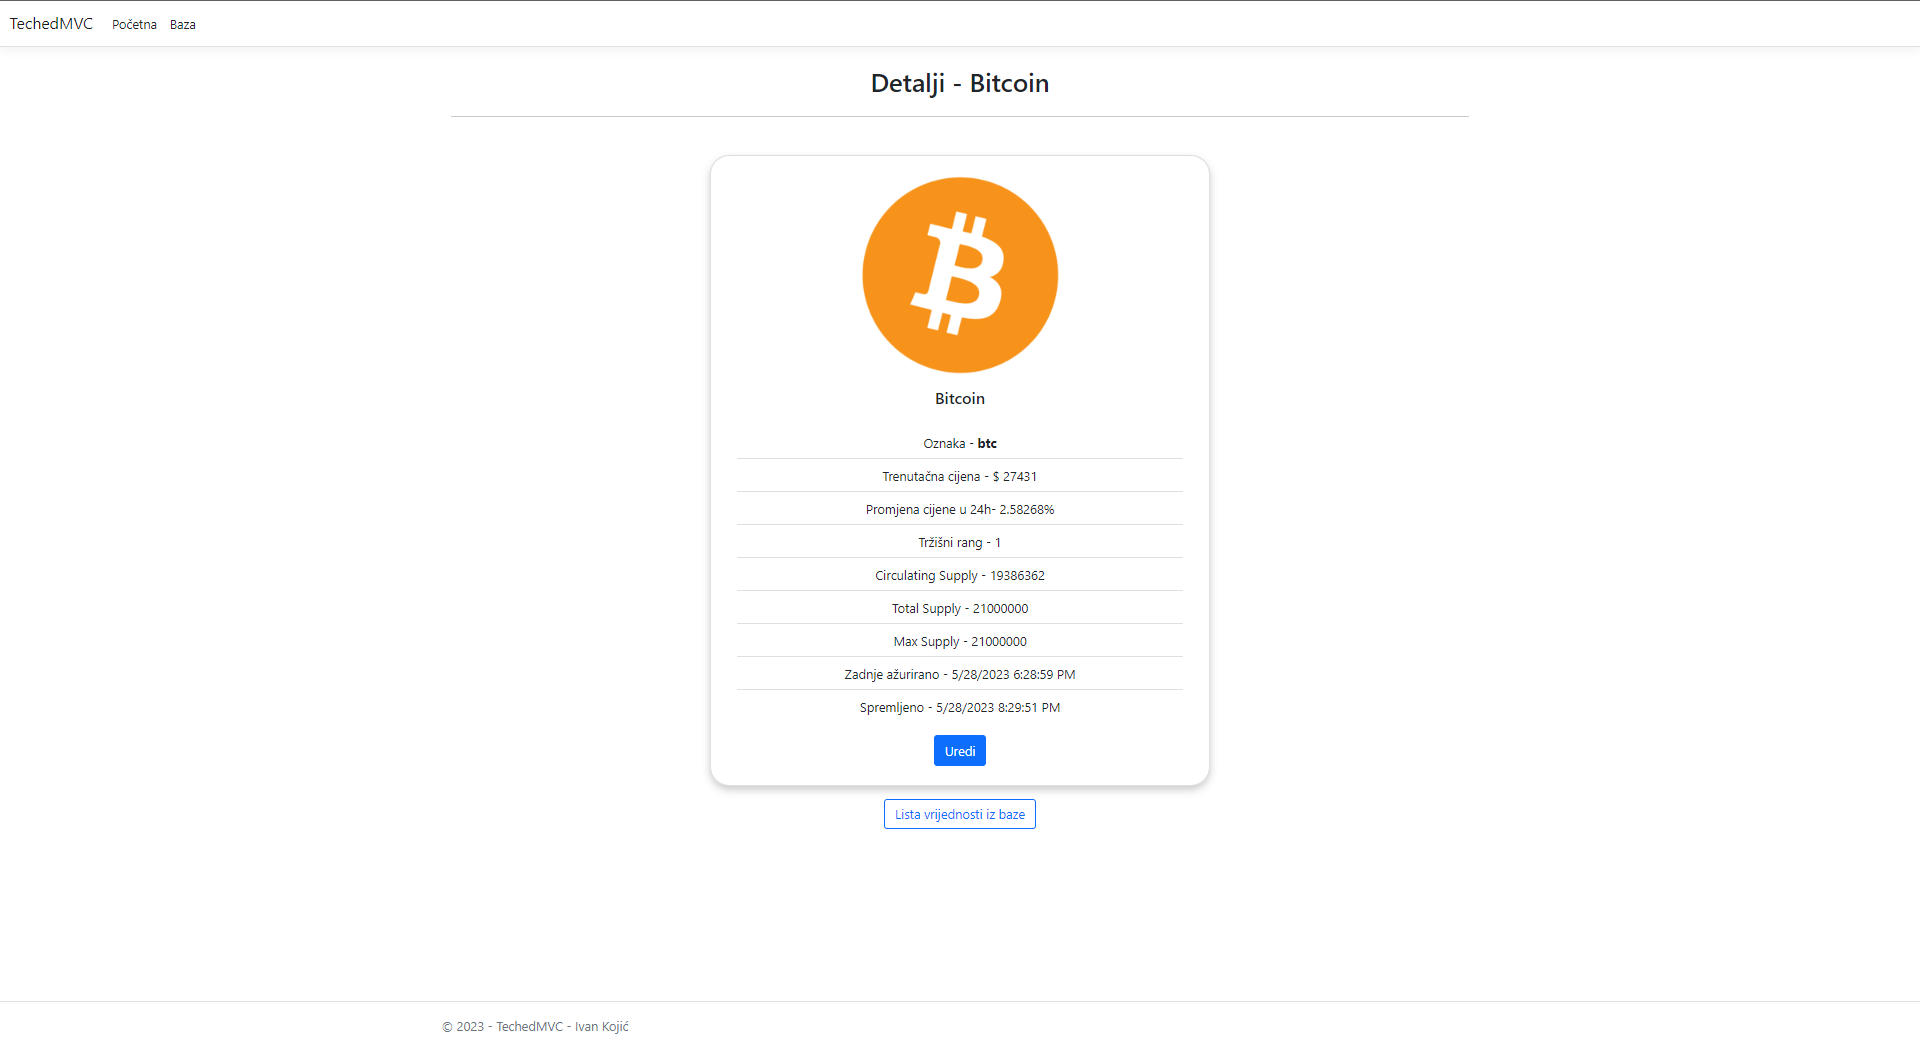 TechedMVC Početna Baza
Detalji - Bitcoin
Bitcoin
Oznaka - btc
Trenutačna cijena - $ 27431
Promjena cijene u 24h- 2.58268%
Tržišni rang - 1
Circulating Supply - 19386362
Total Supply - 21000000
Max Supply - 21000000
Zadnje ažurirano - 5/28/2023 6:28:59 PM
Spremljeno - 5/28/2023 8:29:51 PM
Uredi
Lista vrijednosti iz baze
© 2023 - TechedMVC - Ivan Kojić